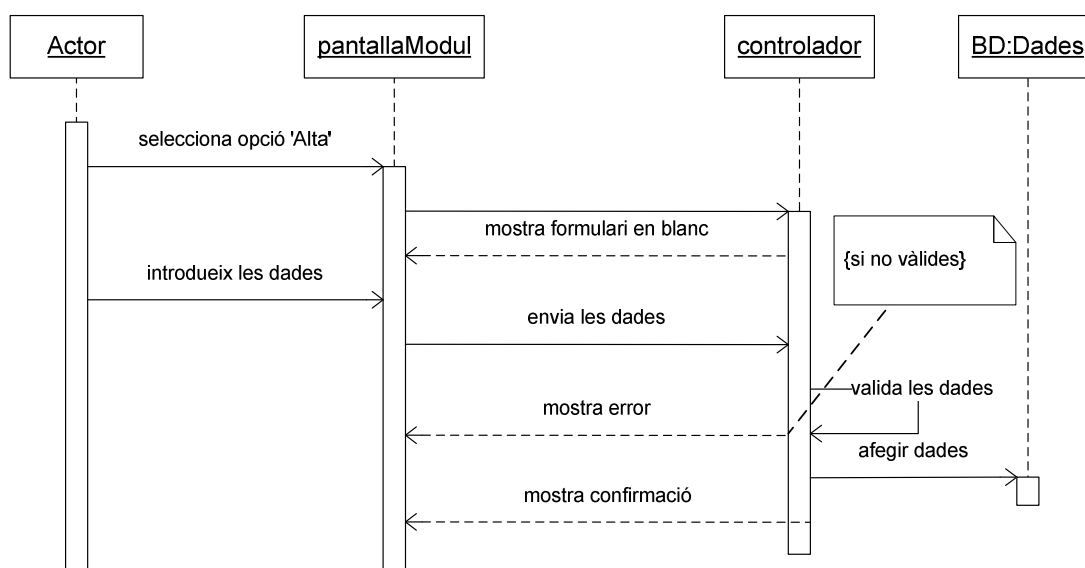 Actor
pantallaModul
controlador
BD:Dades
selecciona opció 'Alta'
mostra formulari en blanc
{si no vàlides}
introdueix les dades
envia les dades
valida les dades
mostra error
afegir dades
mostra confirmació